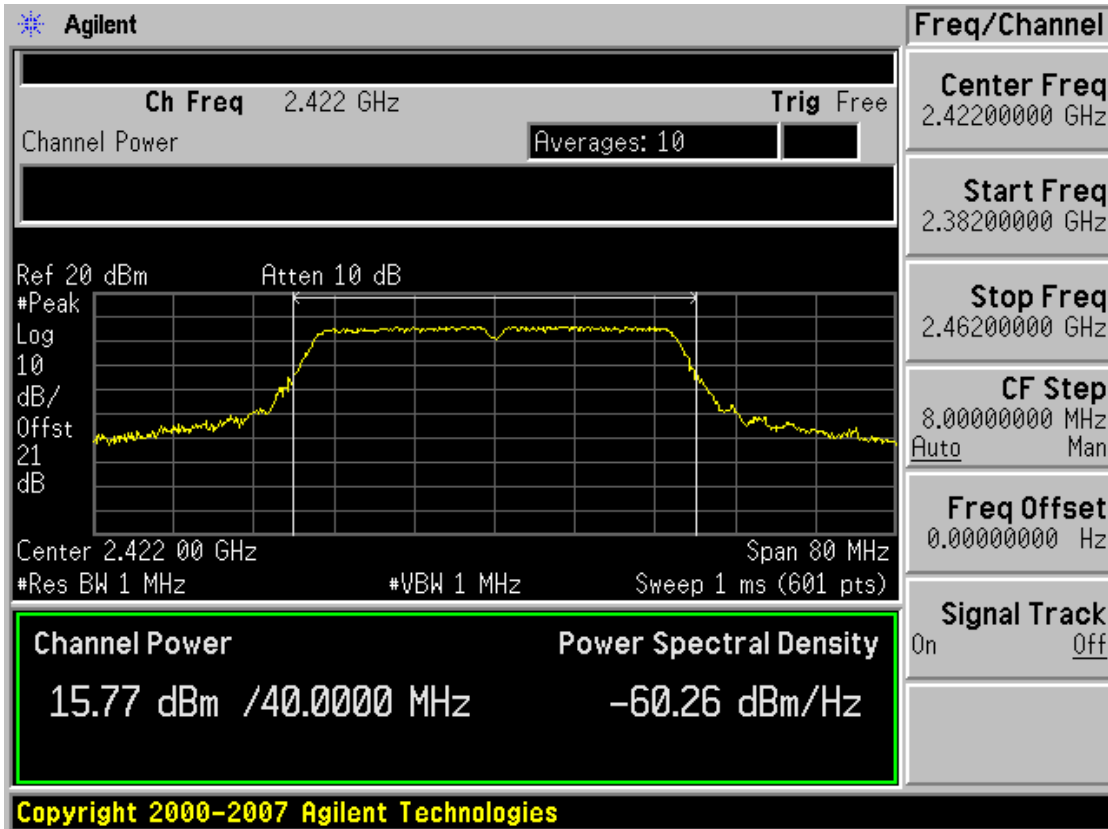 Agilent
Freq/Channel
Ch Freq 2.422 GHz
Trig Free
Channel Power
Averages: 10
Ref 20 dBm
Atten 10 dB
#Peak
Log
10
dB/
Offst
21
dB
Center 2.422 00 GHz
Span 80 MHz
#Res BW 1 MHz
#VBW 1 MHz
Sweep 1 ms (601 pts)
Channel Power
Power Spectral Density
15.77 dBm /40.0000 MHz
-60.26 dBm/Hz
Center Freq
2.42200000 GHz
Start Freq
2.38200000 GHz
Stop Freq
2.46200000 GHz
CF Step
8.00000000 MHz
Auto Man
Freq Offset
0.00000000 Hz
Signal Track
On Off
Copyright 2000-2007 Agilent Technologies